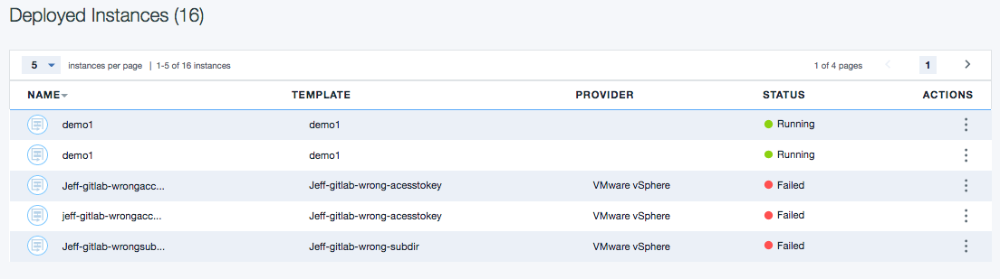 Deployed Instances (16)
5 instances per page | 1-5 of 16 instances 1 of 4 pages 1
NAME TEMPLATE PROVIDER STATUS ACTIONS
demo1 demo1 Running
demo1 demo1 Running
Jeff-gitlab-wrongacc... Jeff-gitlab-wrong-acesstokey VMware vSphere Failed
jeff-gitlab-wrongacc... Jeff-gitlab-wrong-acesstokey VMware vSphere Failed
Jeff-gitlab-wrongsub... Jeff-gitlab-wrong-subdir VMware vSphere Failed